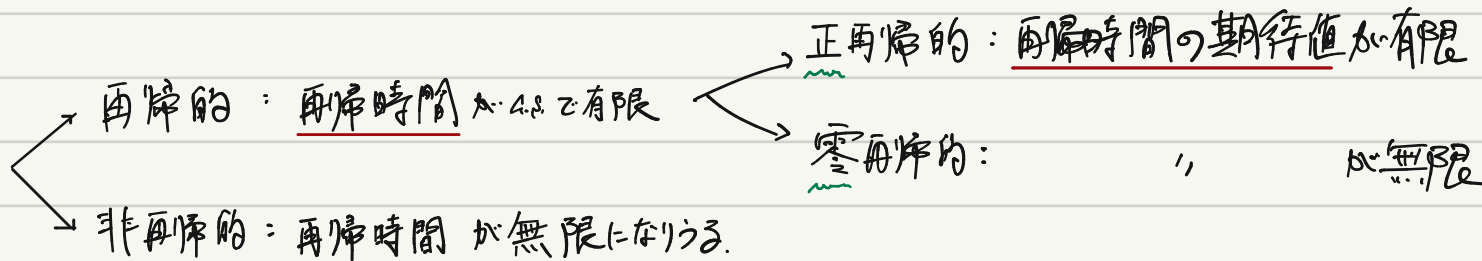 正再帰的：再帰時間の期待値が有限
再帰的：再帰時間がa.s.で有限
零再帰的：〃が無限
非再帰的：再帰時間が無限になりうる.